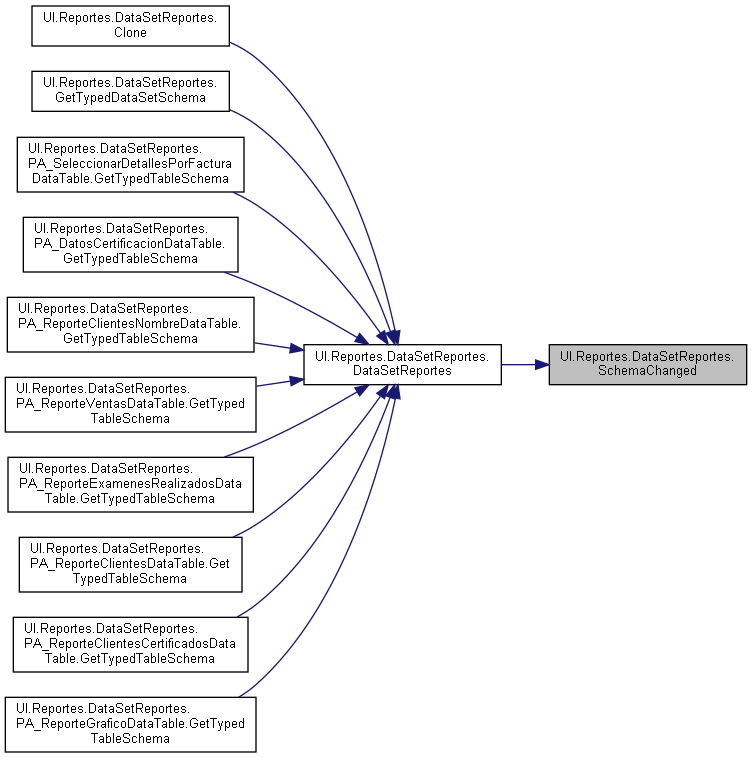 UI.Reportes.DataSetReportes.
Clone
UI.Reportes.DataSetReportes.
GetTypedDataSetSchema
UI.Reportes.DataSetReportes.
PA_SeleccionarDetallesPorFactura
DataTable.GetTypedTableSchema
UI.Reportes.DataSetReportes.
PA_DatosCertificacionDataTable.
GetTypedTableSchema
UI.Reportes.DataSetReportes.
PA_ReporteClientesNombreDataTable.
GetTypedTableSchema
UI.Reportes.DataSetReportes.
DataSetReportes
UI.Reportes.DataSetReportes.
SchemaChanged
UI.Reportes.DataSetReportes.
PA_ReporteVentasDataTable.GetTyped
TableSchema
UI.Reportes.DataSetReportes.
PA_ReporteExamenesRealizadosData
Table.GetTypedTableSchema
UI.Reportes.DataSetReportes.
PA_ReporteClientesDataTable.Get
TypedTableSchema
UI.Reportes.DataSetReportes.
PA_ReporteClientesCertificadosData
Table.GetTypedTableSchema
UI.Reportes.DataSetReportes.
PA_ReporteGraficoDataTable.GetTyped
TableSchema